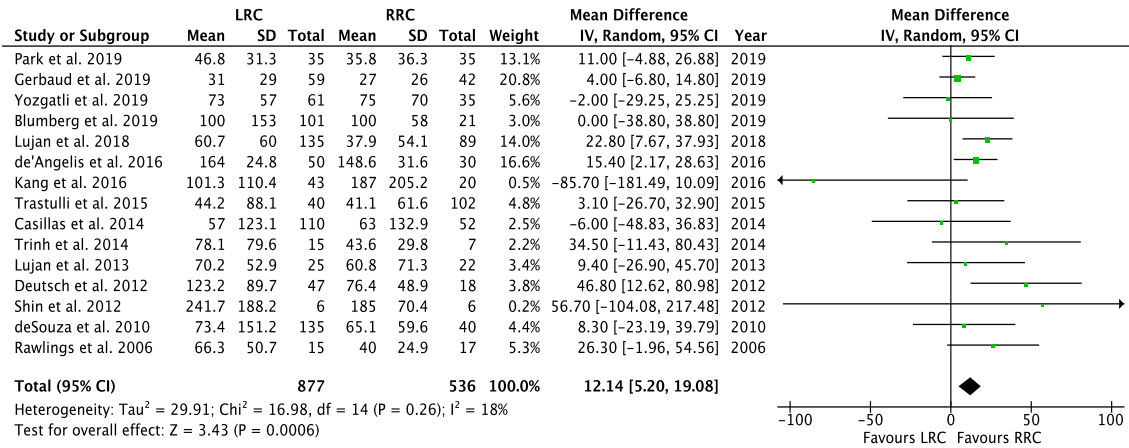 LRC RRC Mean Difference Mean Difference
Study or Subgroup Mean SD Total Mean SD Total Weight IV, Random, 95% CI Year IV, Random, 95% CI
Park et al. 2019 46.8 31.3 35 35.8 36.3 35 13.1% 11.00 [-4.88, 26.88] 2019
Gerbaud et al. 2019 31 29 59 27 26 42 20.8% 4.00 [-6.80, 14.80] 2019
Yozgatli et al. 2019 73 57 61 75 70 35 5.6% -2.00 [-29.25, 25.25] 2019
Blumberg et al. 2019 100 153 101 100 58 21 3.0% 0.00 [-38.80, 38.80] 2019
Lujan et al. 2018 60.7 60 135 37.9 54.1 89 14.0% 22.80 [7.67, 37.93] 2018
de'Angelis et al. 2016 164 24.8 50 148.6 31.6 30 16.6% 15.40 [2.17, 28.63] 2016
Kang et al. 2016 101.3 110.4 43 187 205.2 20 0.5% -85.70 [-181.49, 10.09] 2016
Trastulli et al. 2015 44.2 88.1 40 41.1 61.6 102 4.8% 3.10 [-26.70, 32.90] 2015
Casillas et al. 2014 57 123.1 110 63 132.9 52 2.5% -6.00 [-48.83, 36.83] 2014
Trinh et al. 2014 78.1 79.6 15 43.6 29.8 7 2.2% 34.50 [-11.43, 80.43] 2014
Lujan et al. 2013 70.2 52.9 25 60.8 71.3 22 3.4% 9.40 [-26.90, 45.70] 2013
Deutsch et al. 2012 123.2 89.7 47 76.4 48.9 18 4.0% 46.80 [12.62, 80.98] 2012
Shin et al. 2012 241.7 188.2 6 185 70.4 6 0.2% 56.70 [-104.08, 217.48] 2012
deSouza et al. 2010 73.4 151.2 135 65.1 59.6 40 4.4% 8.30 [-23.19, 39.79] 2010
Rawlings et al. 2006 66.3 50.7 15 40 24.9 17 5.3% 26.30 [-1.96, 54.56] 2006
Total (95% CI) 877 536 100.0% 12.14 [5.20, 19.08]
Heterogeneity: Tau² = 29.91; Chi² = 16.98, df = 14 (P = 0.26); I² = 18%
Test for overall effect: Z = 3.43 (P = 0.0006)
-100 -50 0 50 100
Favours LRC Favours RRC